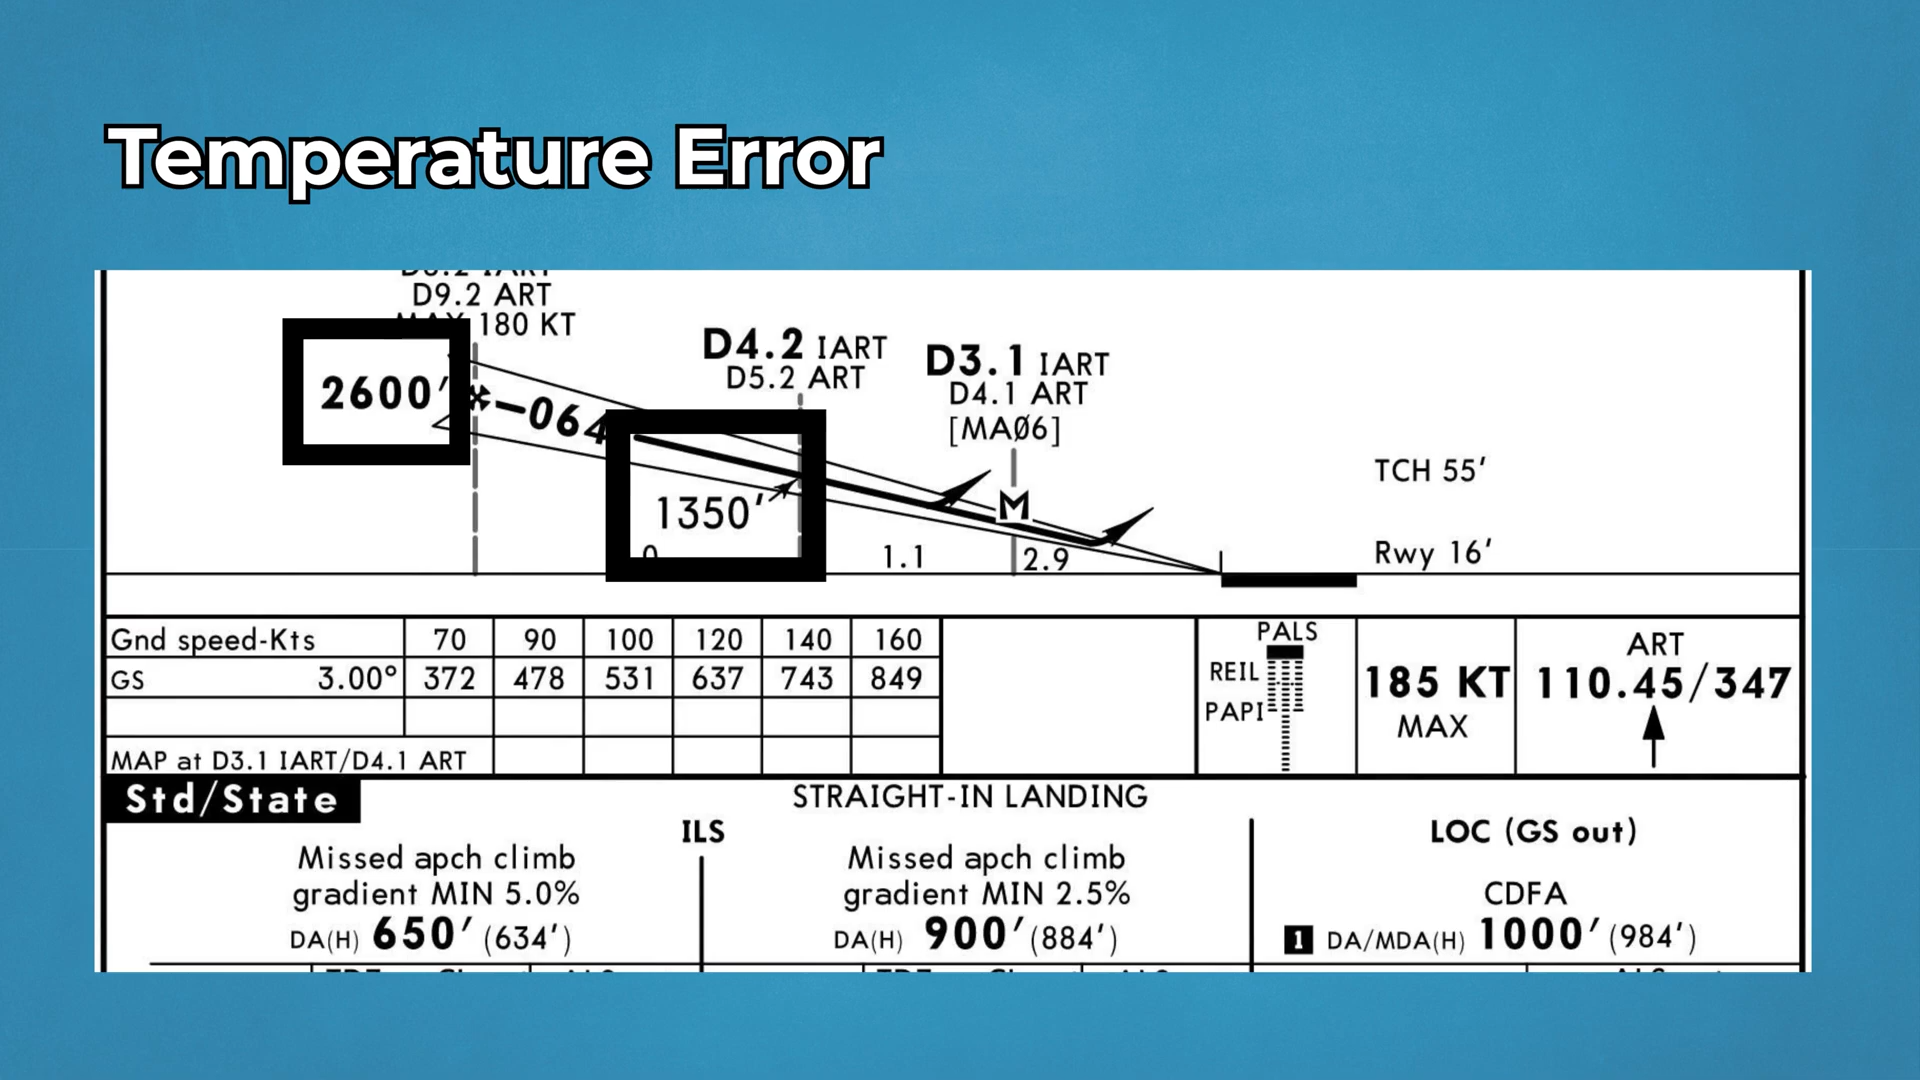 Temperature Error
D9.2 ART
MAX 180 KT
2600'
064
D4.2 IART
D5.2 ART
D3.1 IART
D4.1 ART
[MAØ6]
M
1350'
0
1.1
2.9
TCH 55'
Rwy 16'
Gnd speed-Kts 70 90 100 120 140 160
GS 3.00° 372 478 531 637 743 849
MAP at D3.1 IART/D4.1 ART
PALS
REIL
PAPI
185 KT
MAX
ART
110.45/347
Std/State
STRAIGHT-IN LANDING
ILS
Missed apch climb
gradient MIN 5.0%
DA(H) 650'(634')
Missed apch climb
gradient MIN 2.5%
DA(H) 900'(884')
LOC (GS out)
CDFA
1 DA/MDA(H) 1000'(984')